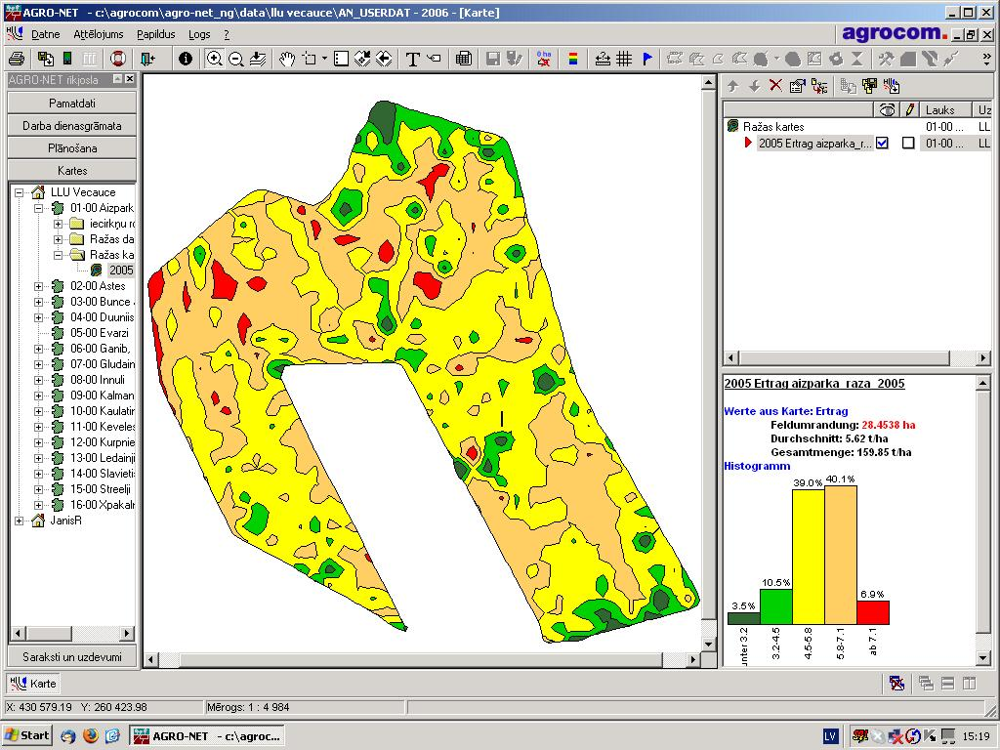 AGRO-NET - c:\agrocom\agro-net_ng\data\llu vecauce\AN_USERDAT - 2006 - [Karte]
Datne Attēlojums Papildus Logs ?
agrocom.
AGRO-NET rīkjosla
Pamatdati
Darba dienasgrāmata
Plānošana
Kartes
LLU Vecauce
01-00 Aizpark
iecirkņu
Ražas da
Ražas ka
2005
02-00 Astes
03-00 Bunce
04-00 Duuniis
05-00 Evarzi
06-00 Ganib,
07-00 Gludain
08-00 Innuli
09-00 Kalman
10-00 Kaulatin
11-00 Keveles
12-00 Kurpnie
13-00 Ledainji
14-00 Slavietis
15-00 Streelji
16-00 Xpakaln
JanisR
Saraksti un uzdevumi
Lauks Uz
Ražas kartes 01-00 ... LL
2005 Ertrag aizparka_r... 01-00 ... LL
2005 Ertrag aizparka_raza_2005
Werte aus Karte: Ertrag
Feldumrandung: 28.4538 ha
Durchschnitt: 5.62 t/ha
Gesamtmenge: 159.85 t/ha
Histogramm
3.5% 10.5% 39.0% 40.1% 6.9%
unter 3.2 3.2-4.5 4.5-5.8 5.8-7.1 ab 7.1
Karte
X: 430 579.19 Y: 260 423.98 Mērogs: 1 : 4 984
Start AGRO-NET - c:\agroc... LV 15:19